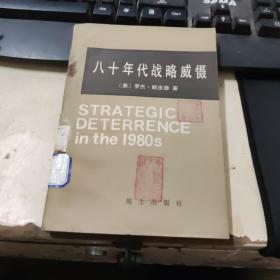 八十年代战略威慑
〔美〕罗杰·斯皮德 著
STRATEGIC
DETERRENCE
in the 1980s
战士出版社